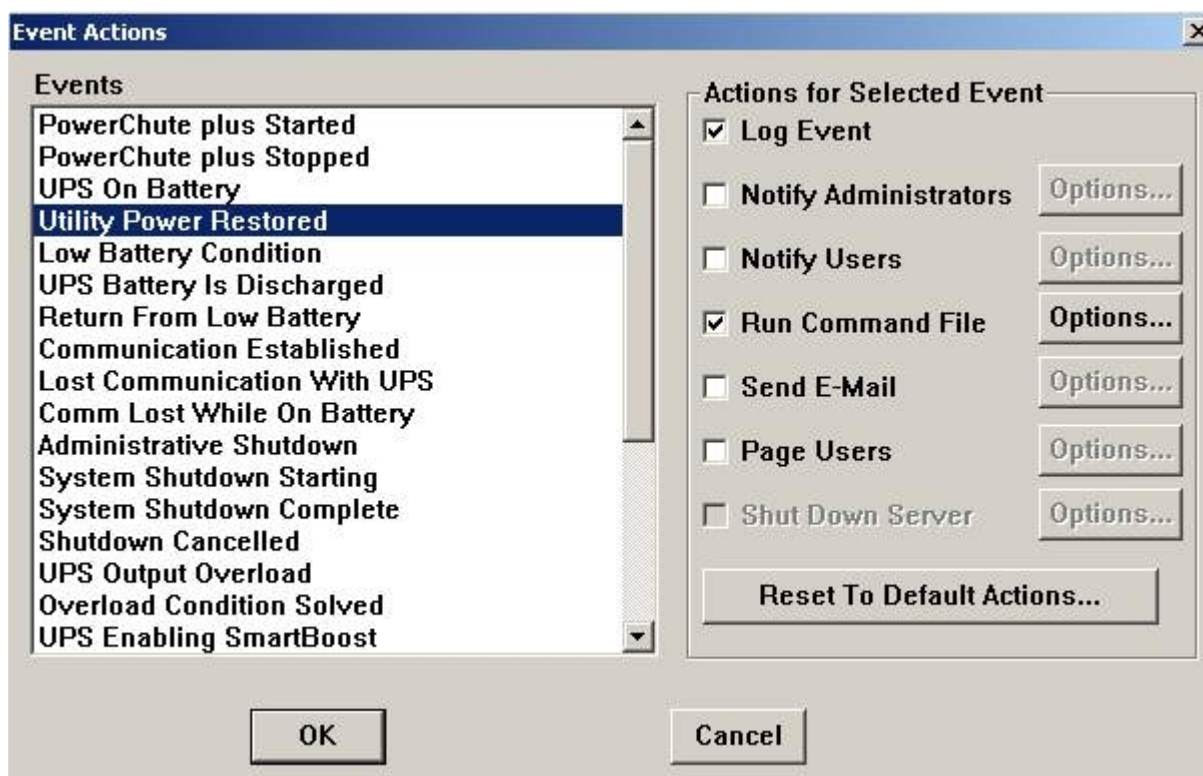 Event Actions
Events
PowerChute plus Started
PowerChute plus Stopped
UPS On Battery
Utility Power Restored
Low Battery Condition
UPS Battery Is Discharged
Return From Low Battery
Communication Established
Lost Communication With UPS
Comm Lost While On Battery
Administrative Shutdown
System Shutdown Starting
System Shutdown Complete
Shutdown Cancelled
UPS Output Overload
Overload Condition Solved
UPS Enabling SmartBoost
Actions for Selected Event
Log Event
Notify Administrators Options...
Notify Users Options...
Run Command File Options...
Send E-Mail Options...
Page Users Options...
Shut Down Server Options...
Reset To Default Actions...
OK Cancel